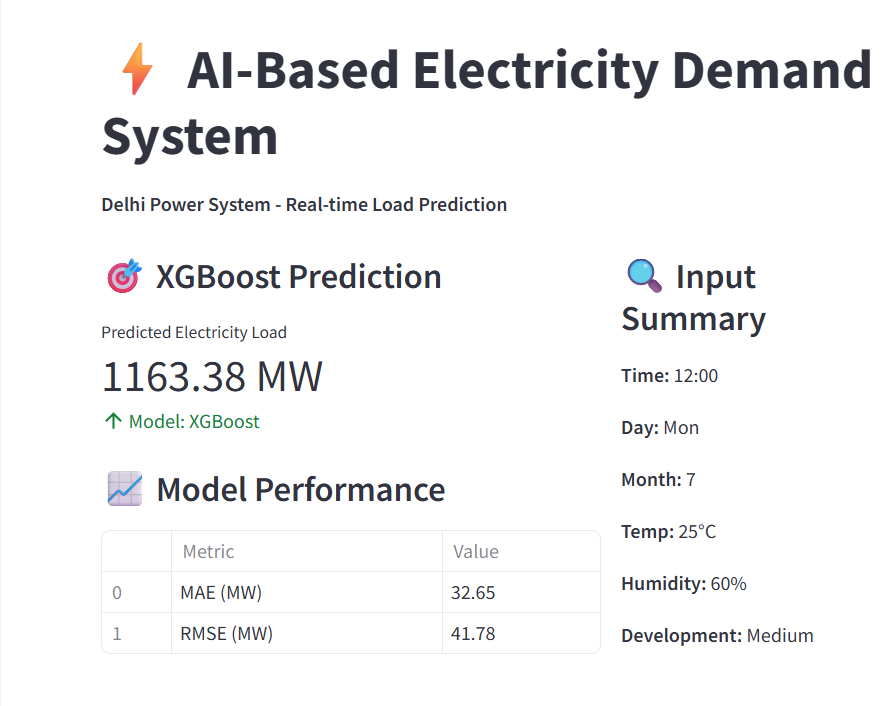 ⚡ AI-Based Electricity Demand
System
Delhi Power System - Real-time Load Prediction
🎯 XGBoost Prediction
Predicted Electricity Load
1163.38 MW
↑ Model: XGBoost
📈 Model Performance
Metric Value
0 MAE (MW) 32.65
1 RMSE (MW) 41.78
🔍 Input
Summary
Time: 12:00
Day: Mon
Month: 7
Temp: 25°C
Humidity: 60%
Development: Medium